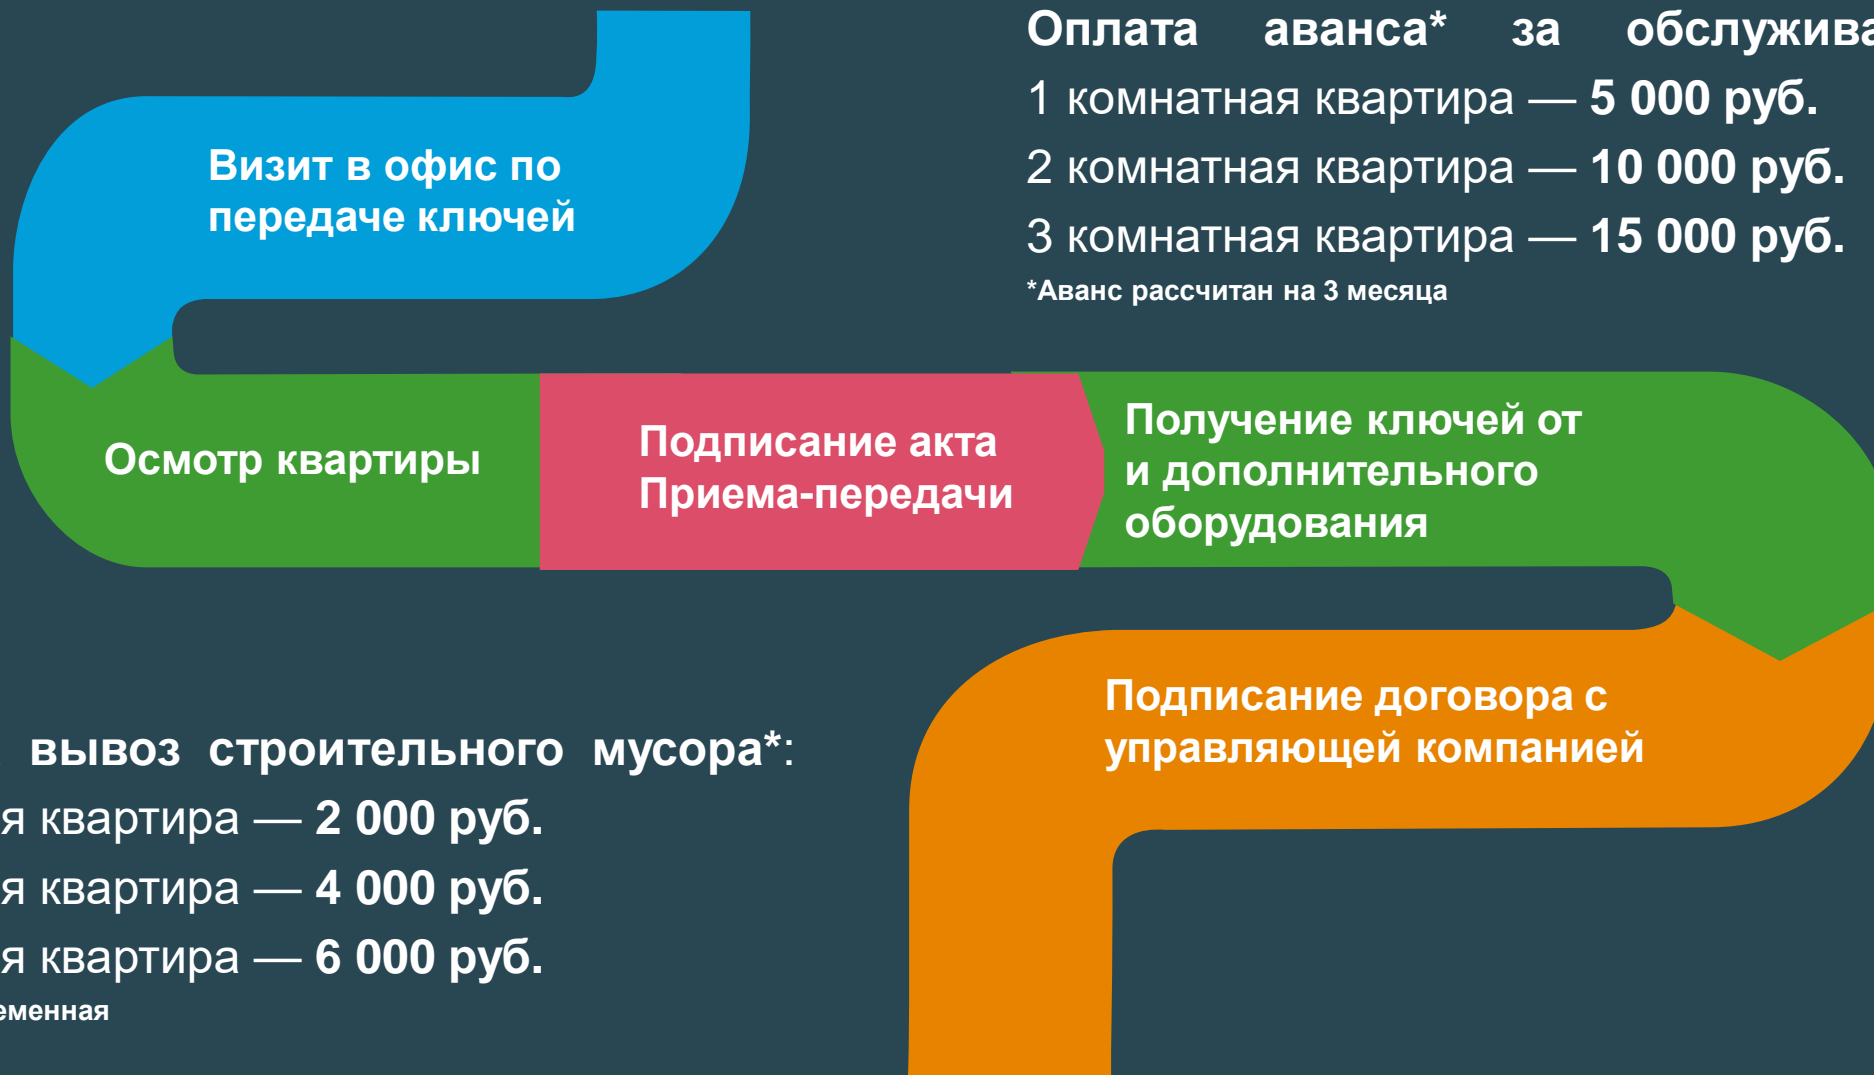 Оплата аванса* за
1 комнатная квартира — 5 000 руб.
2 комнатная квартира — 10 000 руб.
3 комнатная квартира — 15 000 руб.
*Аванс рассчитан на 3 месяца
Визит в офис по
передаче ключей
Осмотр квартиры
Подписание акта
Приема-передачи
Получение ключей от
и дополнительного
оборудования
Подписание договора с
управляющей компанией
вывоз строительного мусора*:
квартира — 2 000 руб.
квартира — 4 000 руб.
квартира — 6 000 руб.